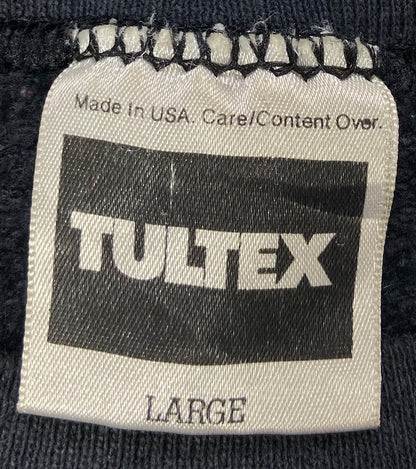 Made In USA. Care/Content Over.
TULTEX
LARGE